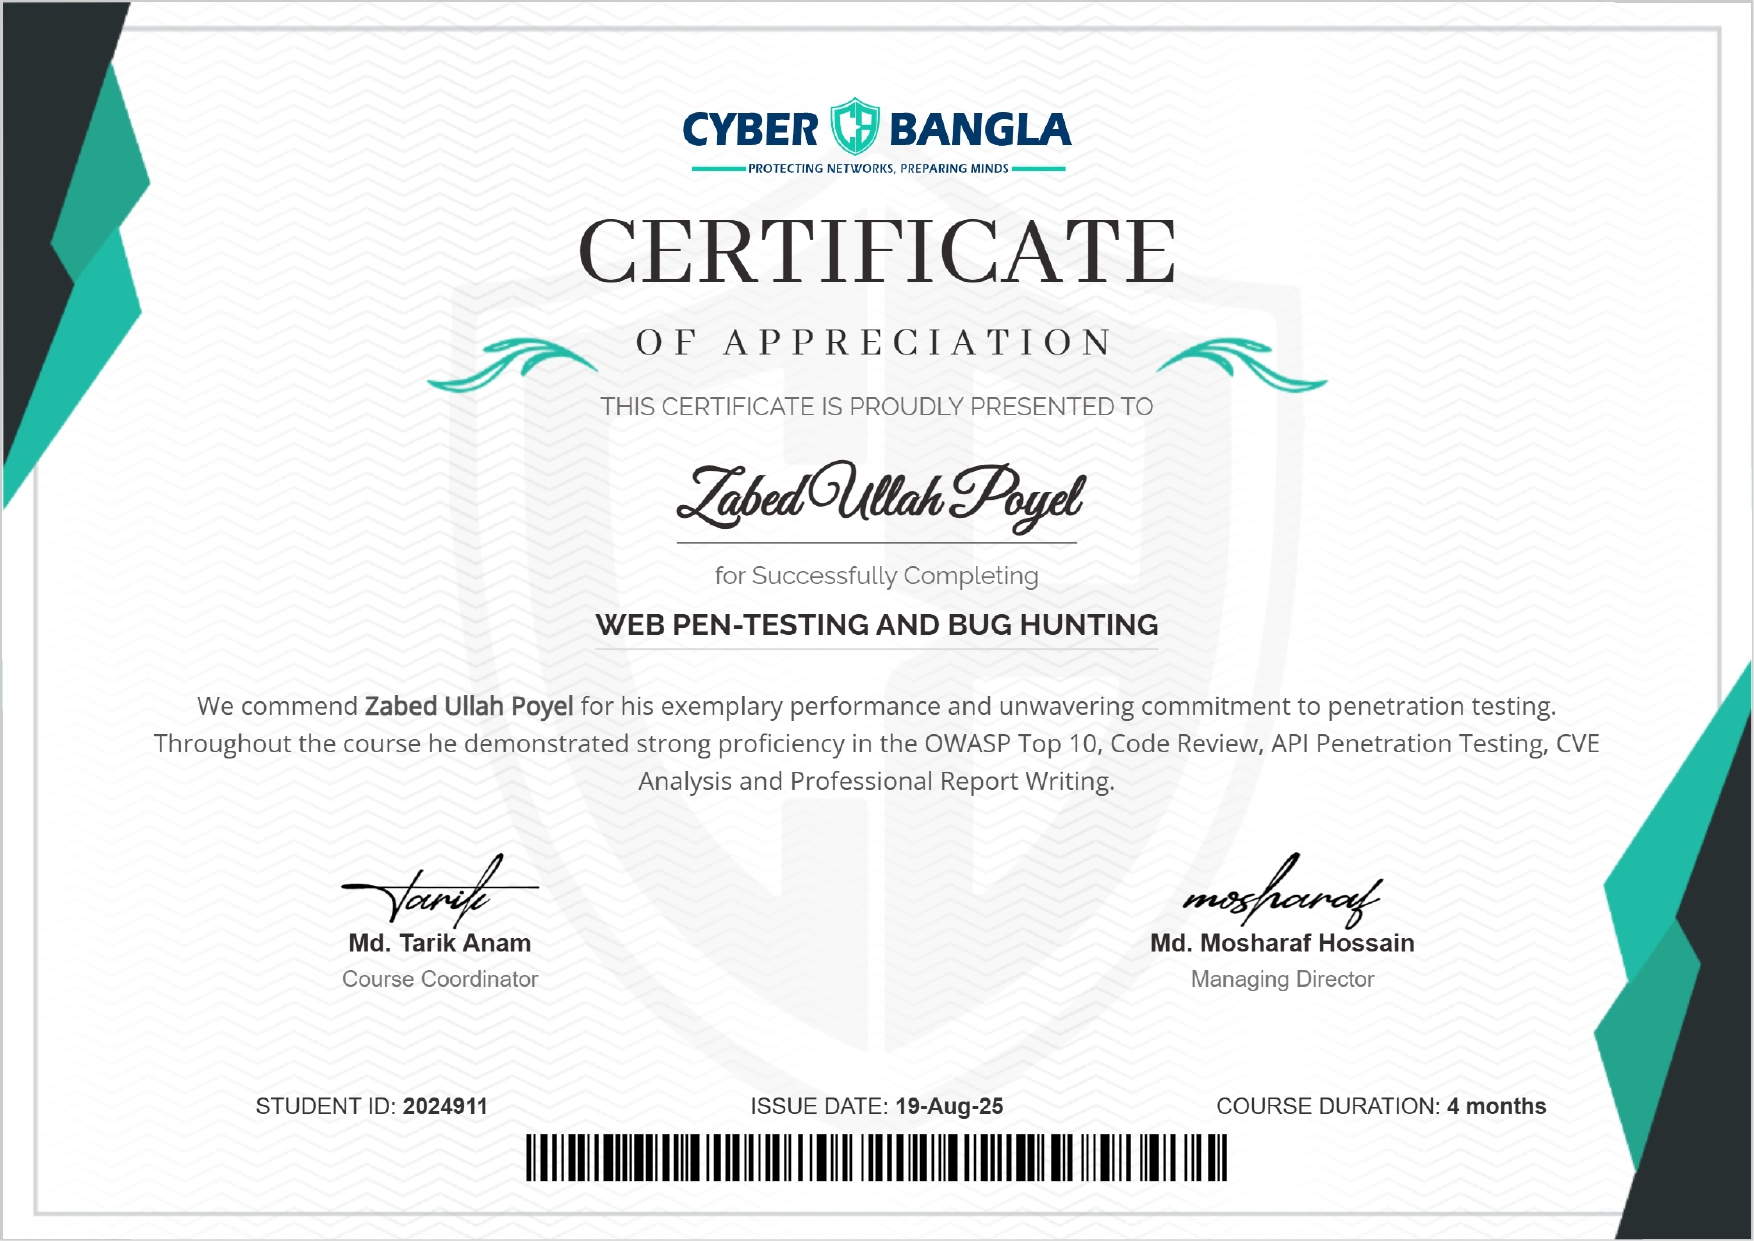 CYBER BANGLA
PROTECTING NETWORKS, PREPARING MINDS
CERTIFICATE
OF APPRECIATION
THIS CERTIFICATE IS PROUDLY PRESENTED TO
Zabed Ullah Poyel
for Successfully Completing
WEB PEN-TESTING AND BUG HUNTING
We commend Zabed Ullah Poyel for his exemplary performance and unwavering commitment to penetration testing.
Throughout the course he demonstrated strong proficiency in the OWASP Top 10, Code Review, API Penetration Testing, CVE
Analysis and Professional Report Writing.
Tarik
Md. Tarik Anam
Course Coordinator
mosharaf
Md. Mosharaf Hossain
Managing Director
STUDENT ID: 2024911
ISSUE DATE: 19-Aug-25
COURSE DURATION: 4 months